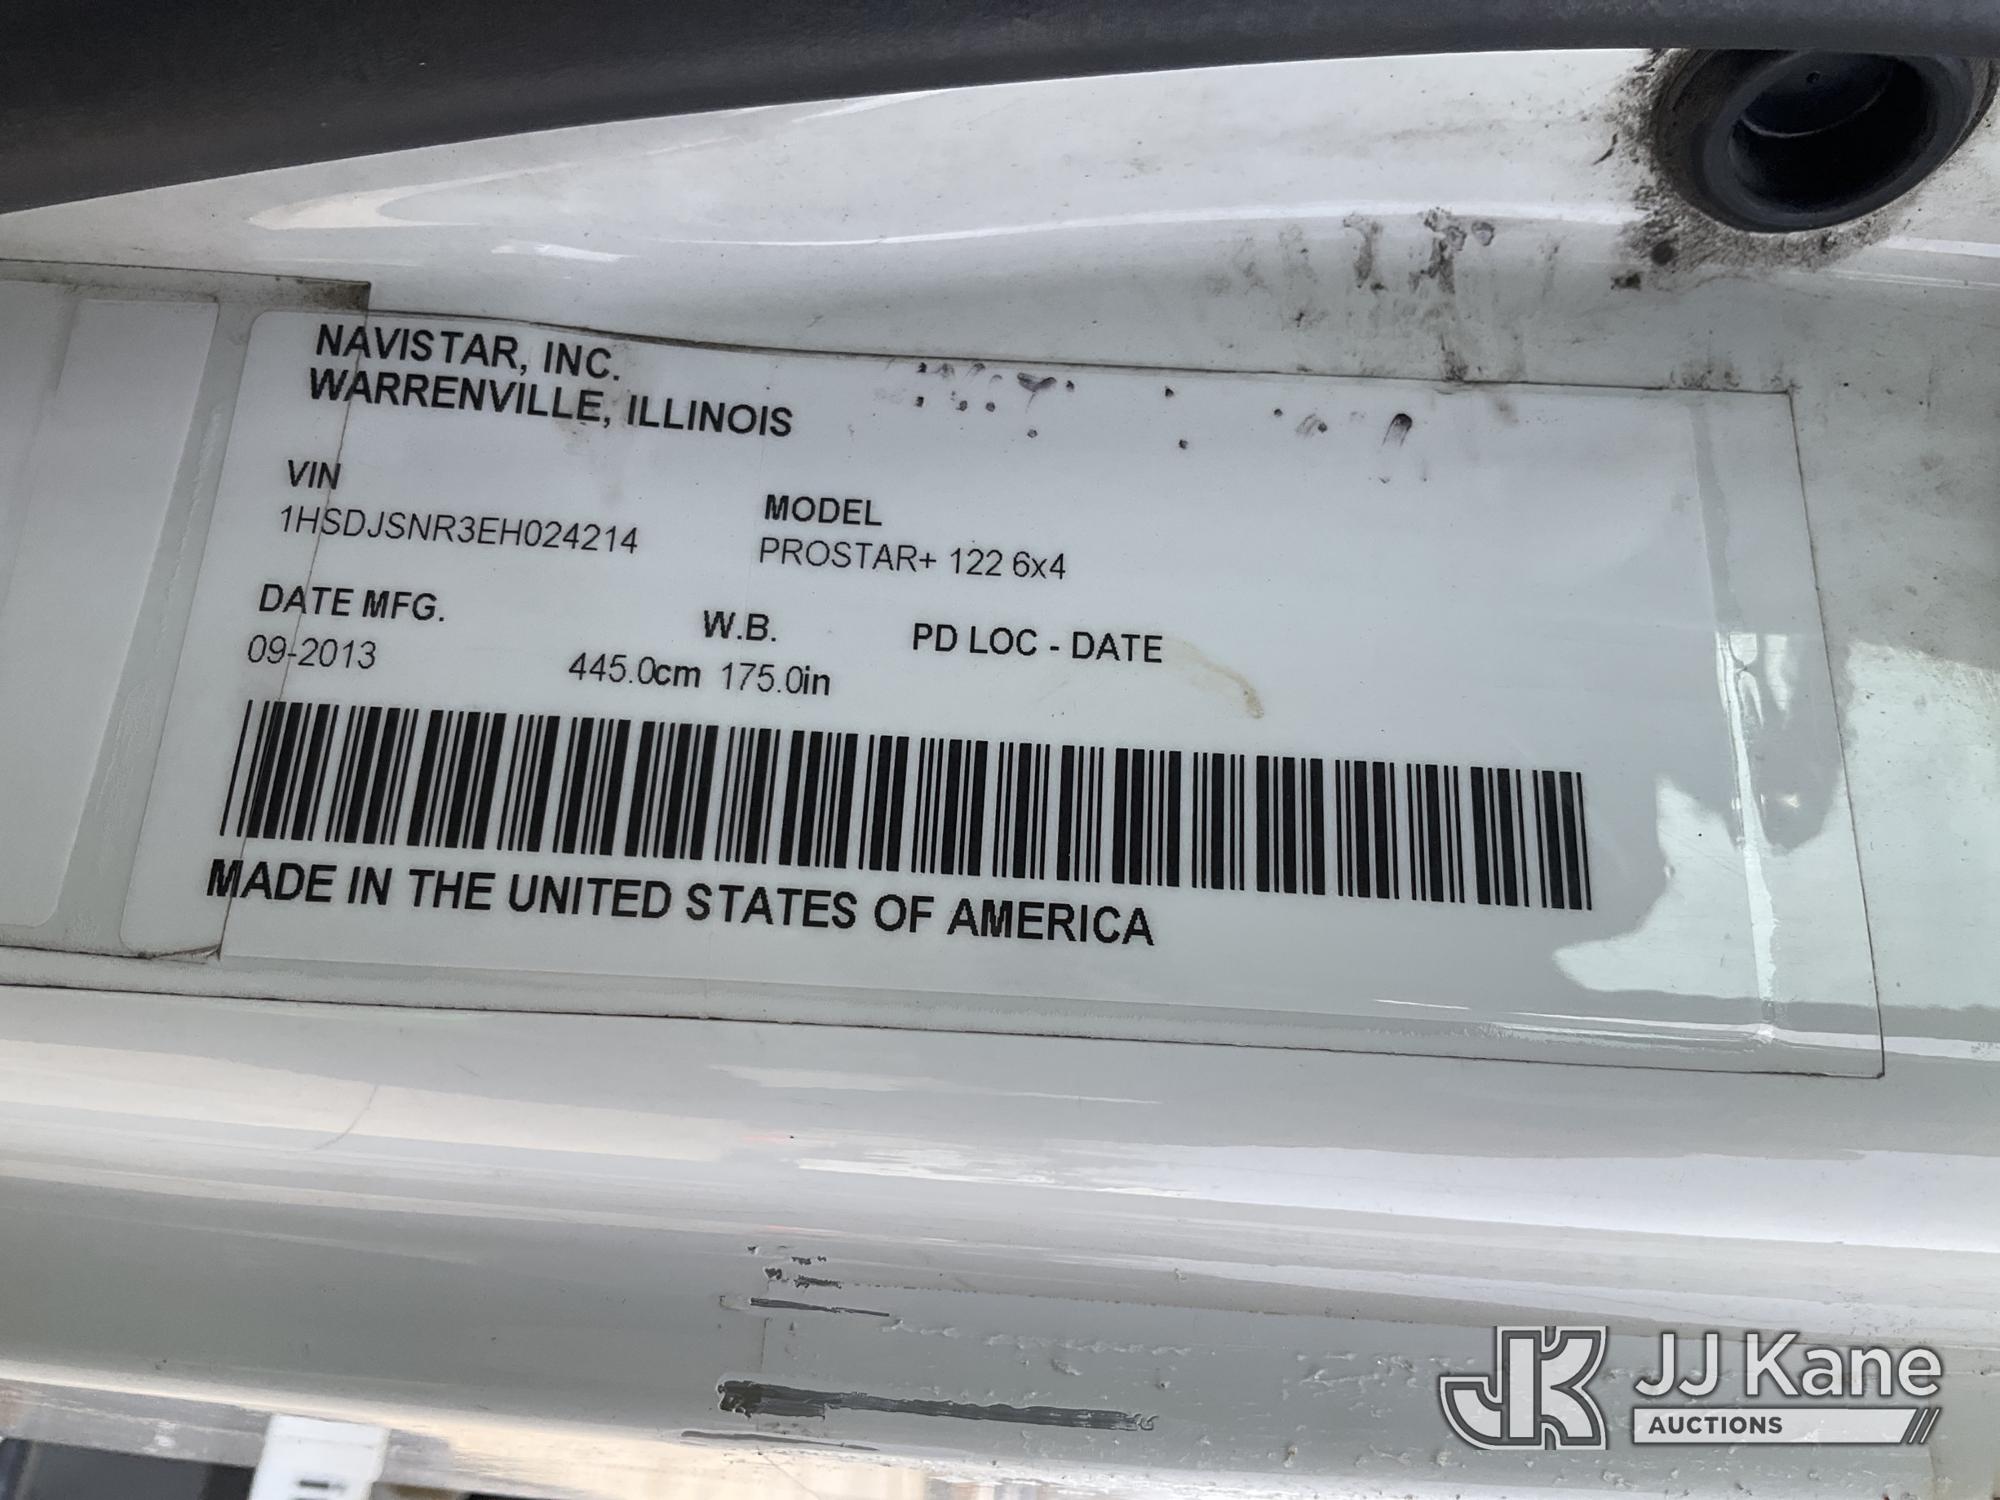 NAVISTAR, INC.
WARRENVILLE, ILLINOIS
VIN
1HSDJSNR3EH024214
MODEL
PROSTAR+ 122 6x4
DATE MFG.
09-2013
W.B.
445.0cm 175.0in
PD LOC - DATE
MADE IN THE UNITED STATES OF AMERICA
JK JJ Kane
AUCTIONS